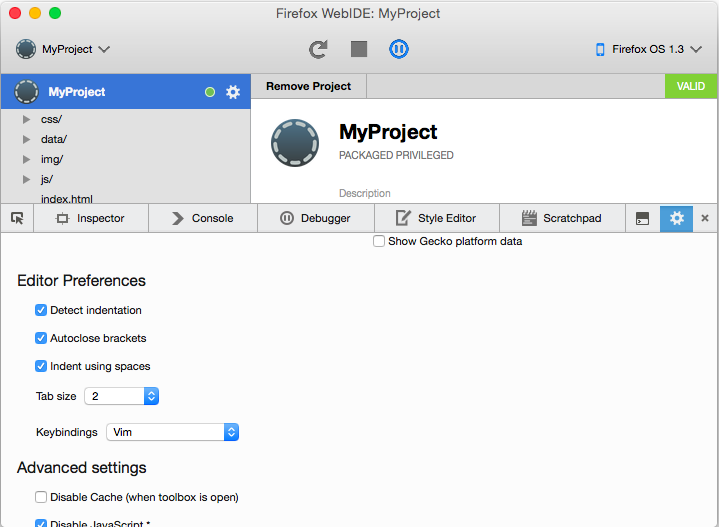 Firefox WebIDE: MyProject
MyProject
Firefox OS 1.3
MyProject
Remove Project
VALID
css/
data/
img/
js/
index.html
MyProject
PACKAGED PRIVILEGED
Description
Inspector
Console
Debugger
Style Editor
Scratchpad
Show Gecko platform data
Editor Preferences
Detect indentation
Autoclose brackets
Indent using spaces
Tab size 2
Keybindings Vim
Advanced settings
Disable Cache (when toolbox is open)
Disable JavaScript *